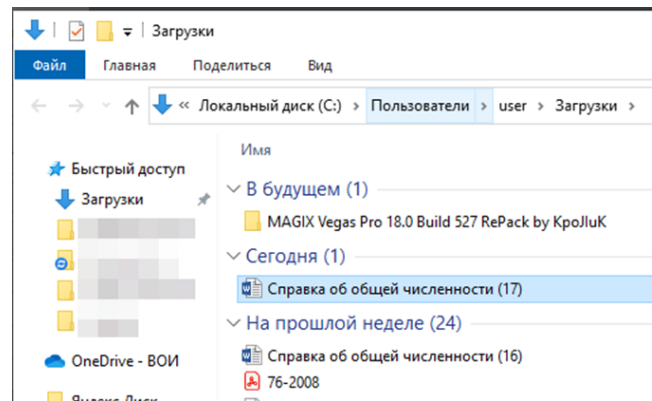 Загрузки
Файл Главная Поделиться Вид
« Локальный диск (C:) › Пользователи › user › Загрузки ›
Имя
Быстрый доступ
Загрузки
OneDrive - ВОИ
Яндекс.Диск
В будущем (1)
MAGIX Vegas Pro 18.0 Build 527 RePack by KpoJIuK
Сегодня (1)
Справка об общей численности (17)
На прошлой неделе (24)
Справка об общей численности (16)
76-2008